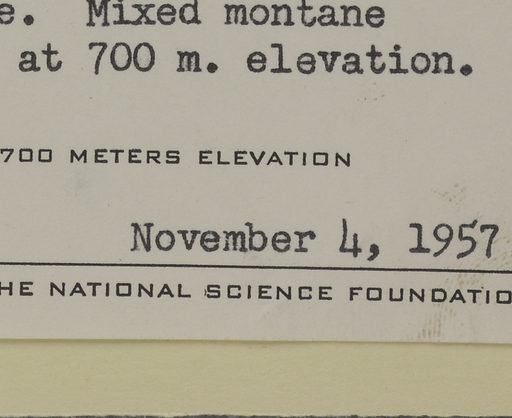 e. Mixed montane
at 700 m. elevation.
700 METERS ELEVATION
November 4, 1957
HE NATIONAL SCIENCE FOUNDATIO